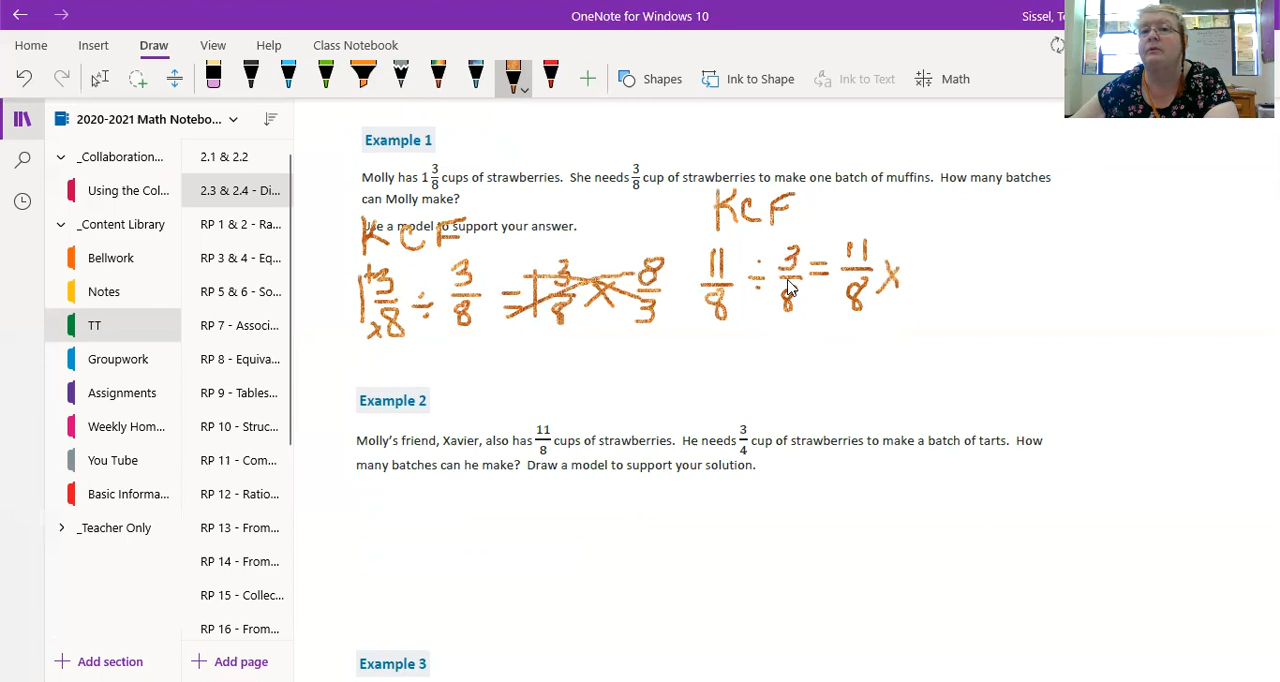 OneNote for Windows 10
Sissel, Te
Home Insert Draw View Help Class Notebook
Shapes Ink to Shape Ink to Text Math
2020-2021 Math Notebo...
_Collaboration...
Using the Col...
_Content Library
Bellwork
Notes
TT
Groupwork
Assignments
Weekly Hom...
You Tube
Basic Informa...
_Teacher Only
Add section
2.1 & 2.2
2.3 & 2.4 - Di...
RP 1 & 2 - Ra...
RP 3 & 4 - Eq...
RP 5 & 6 - So...
RP 7 - Associ...
RP 8 - Equiva...
RP 9 - Tables...
RP 10 - Struc...
RP 11 - Com...
RP 12 - Ratio...
RP 13 - From...
RP 14 - From...
RP 15 - Collec...
RP 16 - From...
Add page
Example 1
Molly has 1 3/8 cups of strawberries. She needs 3/8 cup of strawberries to make one batch of muffins. How many batches
can Molly make?
Use a model to support your answer.
K C F
1 +3/x8 ÷ 3/8 = 1 3/8 x 8/3
K C F
11/8 ÷ 3/8 = 11/8 x
Example 2
Molly's friend, Xavier, also has 11/8 cups of strawberries. He needs 3/4 cup of strawberries to make a batch of tarts. How
many batches can he make? Draw a model to support your solution.
Example 3